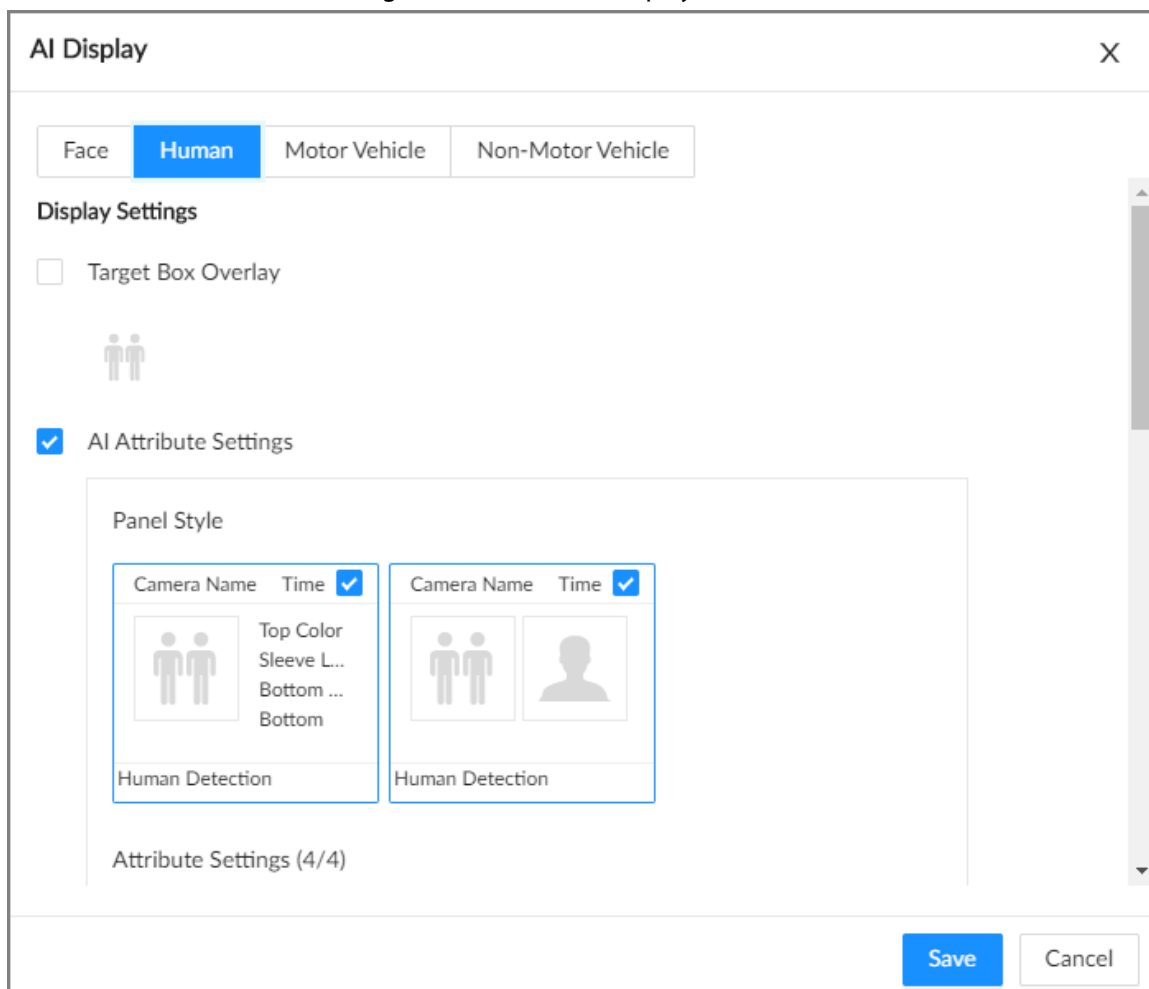 AI Display X
Face Human Motor Vehicle Non-Motor Vehicle
Display Settings
Target Box Overlay
AI Attribute Settings
Panel Style
Camera Name Time
Top Color
Sleeve L...
Bottom ...
Bottom
Human Detection
Camera Name Time
Human Detection
Attribute Settings (4/4)
Save Cancel